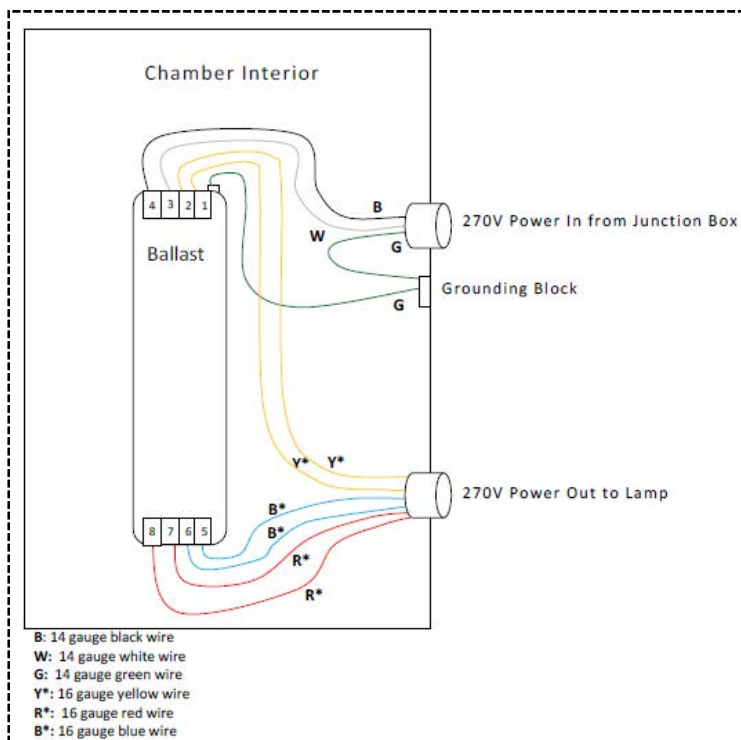 Chamber Interior
B
270V Power In from Junction Box
4 3 2 1
W
G
Ballast
Grounding Block
G
Y* Y*
270V Power Out to Lamp
B*
B*
8 7 6 5
R*
R*
B: 14 gauge black wire
W: 14 gauge white wire
G: 14 gauge green wire
Y*: 16 gauge yellow wire
R*: 16 gauge red wire
B*: 16 gauge blue wire